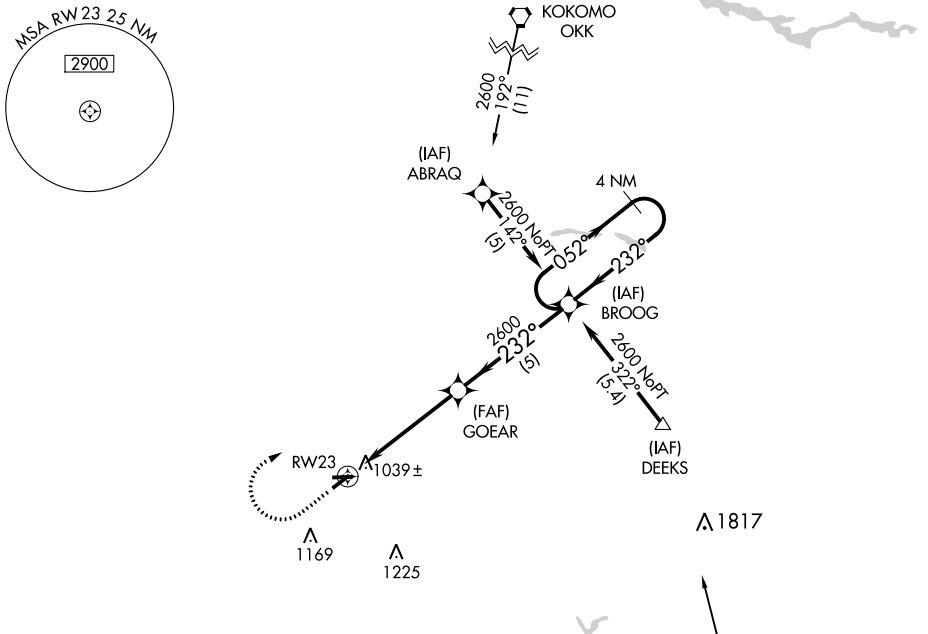 MSA RW 23 25 NM
2900
KOKOMO
OKK
2600
192°
(11)
(IAF)
ABRAQ
2600 NoPT
142°
(5)
4 NM
052°
232°
(IAF)
BROOG
2600
232°
(5)
2600 NoPT
322°
(5.4)
(FAF)
GOEAR
(IAF)
DEEKS
RW23
1039 ±
1169
1225
1817